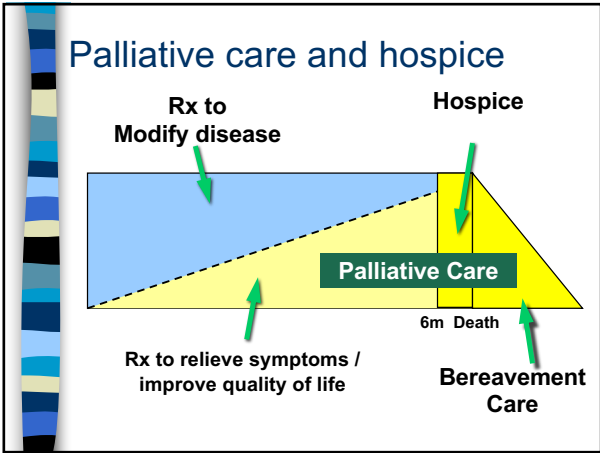 Palliative care and hospice
Rx to
Modify disease
Hospice
Palliative Care
6m Death
Rx to relieve symptoms /
improve quality of life
Bereavement
Care